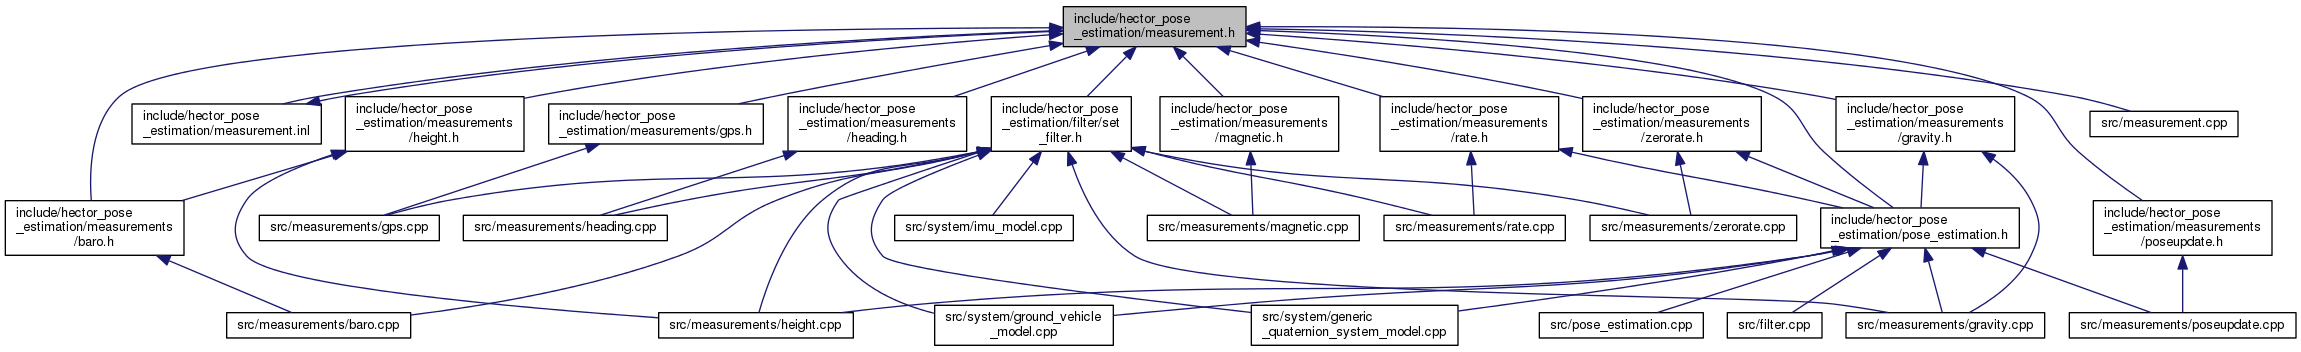 include/hector_pose
_estimation/measurement.h
include/hector_pose
_estimation/measurement.inl
include/hector_pose
_estimation/measurements
/height.h
include/hector_pose
_estimation/measurements/gps.h
include/hector_pose
_estimation/measurements
/heading.h
include/hector_pose
_estimation/filter/set
_filter.h
include/hector_pose
_estimation/measurements
/magnetic.h
include/hector_pose
_estimation/measurements
/rate.h
include/hector_pose
_estimation/measurements
/zerorate.h
include/hector_pose
_estimation/measurements
/gravity.h
src/measurement.cpp
include/hector_pose
_estimation/measurements
/baro.h
src/measurements/gps.cpp
src/measurements/heading.cpp
src/system/imu_model.cpp
src/measurements/magnetic.cpp
src/measurements/rate.cpp
src/measurements/zerorate.cpp
include/hector_pose
_estimation/pose_estimation.h
include/hector_pose
_estimation/measurements
/poseupdate.h
src/measurements/baro.cpp
src/measurements/height.cpp
src/system/ground_vehicle
_model.cpp
src/system/generic
_quaternion_system_model.cpp
src/pose_estimation.cpp
src/filter.cpp
src/measurements/gravity.cpp
src/measurements/poseupdate.cpp